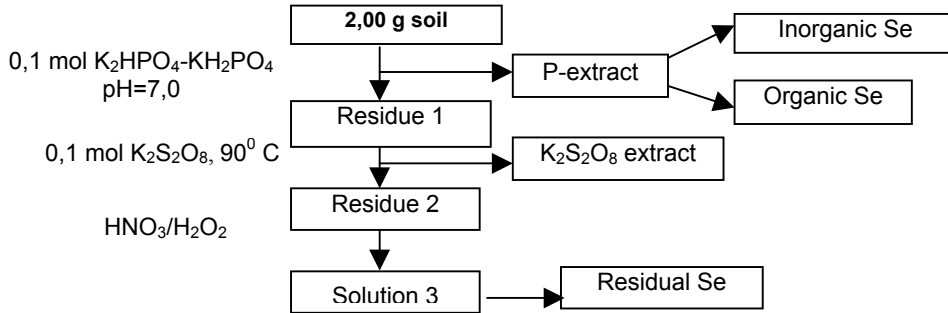 2,00 g soil
Inorganic Se
0,1 mol K₂HPO₄-KH₂PO₄
pH=7,0
P-extract
Organic Se
Residue 1
0,1 mol K₂S₂O₈, 90⁰ C
K₂S₂O₈ extract
Residue 2
HNO₃/H₂O₂
Solution 3
Residual Se